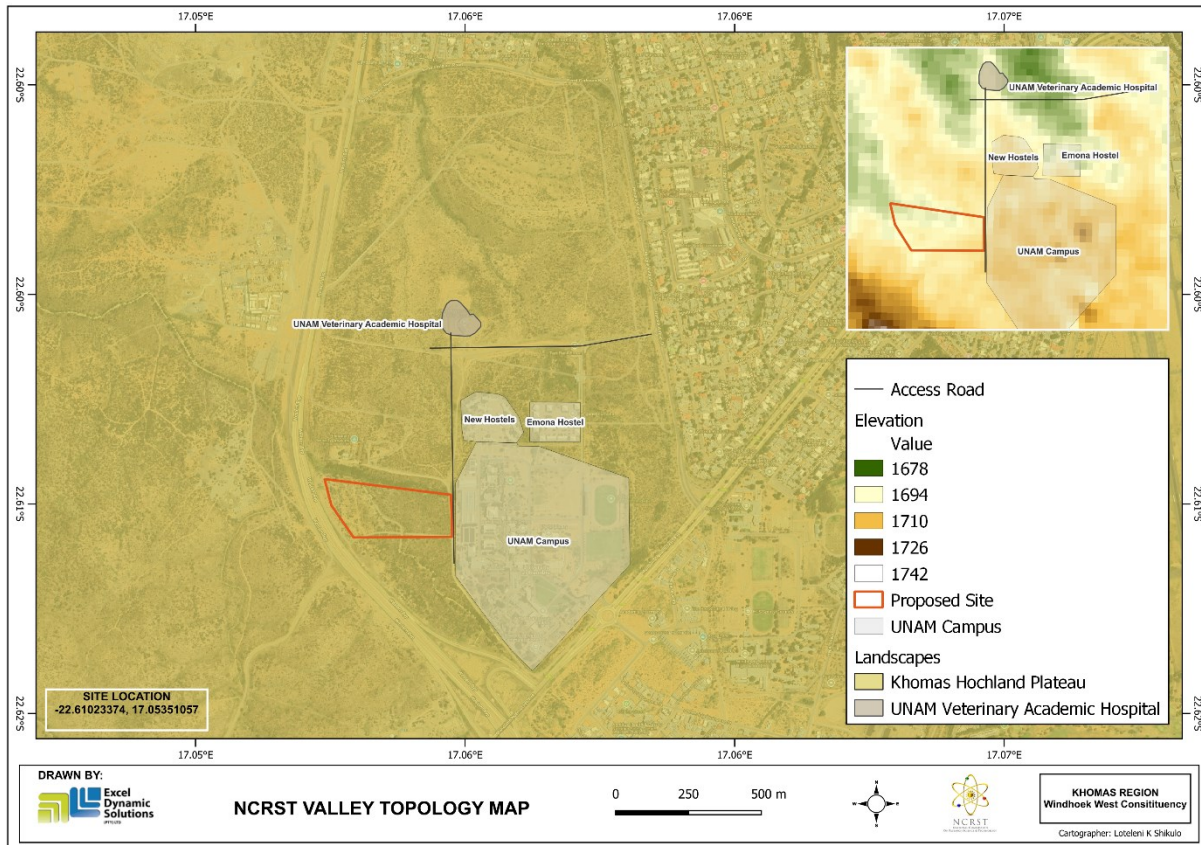 17.05°E
17.06°E
17.06°E
17.07°E
22.60°S
22.60°S
22.61°S
22.62°S
22.60°S
22.60°S
22.61°S
22.62°S
UNAM Veterinary Academic Hospital
New Hostels
Emona Hostel
UNAM Campus
UNAM Veterinary Academic Hospital
New Hostels
Emona Hostel
UNAM Campus
Access Road
Elevation
Value
1678
1694
1710
1726
1742
Proposed Site
UNAM Campus
Landscapes
Khomas Hochland Plateau
UNAM Veterinary Academic Hospital
SITE LOCATION
-22.61023374, 17.05351057
17.05°E
17.06°E
17.06°E
17.07°E
DRAWN BY:
Excel
Dynamic
Solutions
(PTY) LTD
NCRST VALLEY TOPOLOGY MAP
0 250 500 m
N
E
S
W
NCRST
KHOMAS REGION
Windhoek West Consitituency
Cartographer: Loteleni K Shikulo